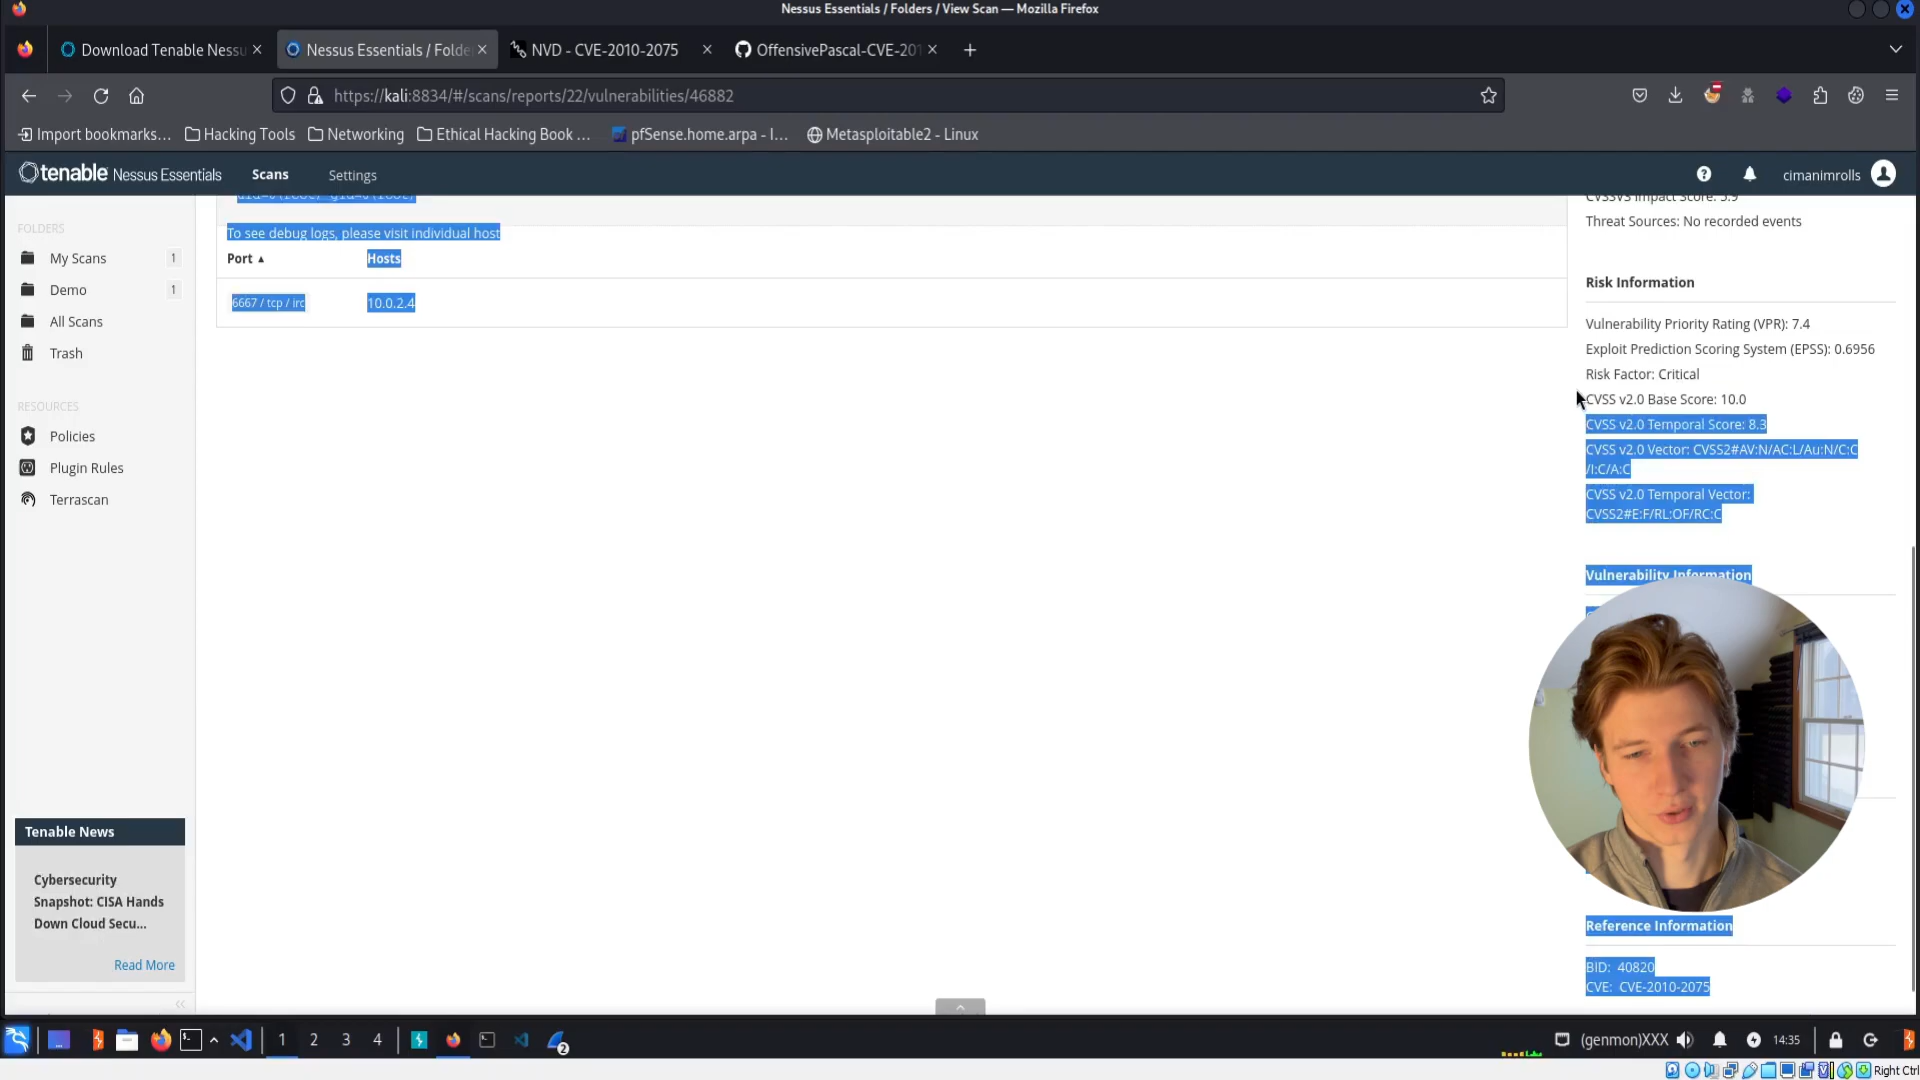 Nessus Essentials / Folders / View Scan — Mozilla Firefox
Download Tenable Nessu
Nessus Essentials / Folde
NVD - CVE-2010-2075
OffensivePascal-CVE-201
https://kali:8834/#/scans/reports/22/vulnerabilities/46882
Import bookmarks...
Hacking Tools
Networking
Ethical Hacking Book ...
pfSense.home.arpa - I...
Metasploitable2 - Linux
tenable Nessus Essentials
Scans
Settings
cimanimrolls
FOLDERS
My Scans 1
Demo 1
All Scans
Trash
RESOURCES
Policies
Plugin Rules
Terrascan
Tenable News
Cybersecurity
Snapshot: CISA Hands
Down Cloud Secu...
Read More
To see debug logs, please visit individual host
Port ▲ Hosts
6667 / tcp / irc 10.0.2.4
CVSSV3 Impact Score: 5.9
Threat Sources: No recorded events
Risk Information
Vulnerability Priority Rating (VPR): 7.4
Exploit Prediction Scoring System (EPSS): 0.6956
Risk Factor: Critical
CVSS v2.0 Base Score: 10.0
CVSS v2.0 Temporal Score: 8.3
CVSS v2.0 Vector: CVSS2#AV:N/AC:L/Au:N/C:C
/I:C/A:C
CVSS v2.0 Temporal Vector:
CVSS2#E:F/RL:OF/RC:C
Vulnerability Information
Reference Information
BID: 40820
CVE: CVE-2010-2075
1 2 3 4
2
(genmon)XXX
14:35
Right Ctrl